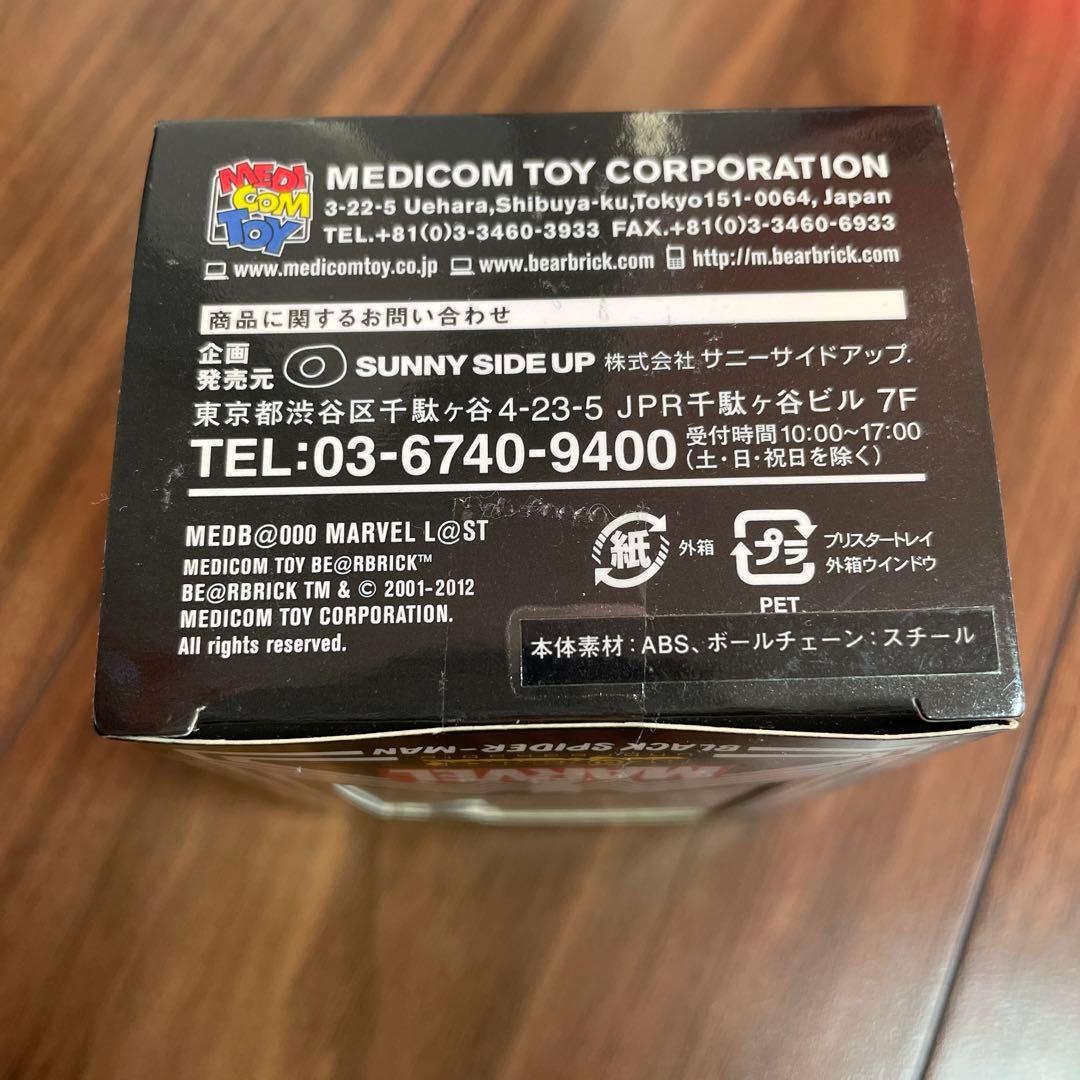 MEDI COM TOY
MEDICOM TOY CORPORATION
3-22-5 Uehara,Shibuya-ku,Tokyo151-0064, Japan
TEL.+81(0)3-3460-3933 FAX.+81(0)3-3460-6933
www.medicomtoy.co.jp www.bearbrick.com http://m.bearbrick.com
商品に関するお問い合わせ
企画
発売元
SUNNY SIDE UP 株式会社 サニーサイドアップ.
東京都渋谷区千駄ヶ谷4-23-5 JPR千駄ヶ谷ビル 7F
TEL:03-6740-9400 受付時間10:00~17:00
(土・日・祝日を除く)
MEDB@000 MARVEL L@ST
MEDICOM TOY BE@RBRICK™
BE@RBRICK TM & © 2001-2012
MEDICOM TOY CORPORATION.
All rights reserved.
紙 外箱
プラ ブリスタートレイ
外箱ウインドウ
PET
本体素材:ABS、ボールチェーン:スチール
BLACK SPIDER-MAN
MARVEL